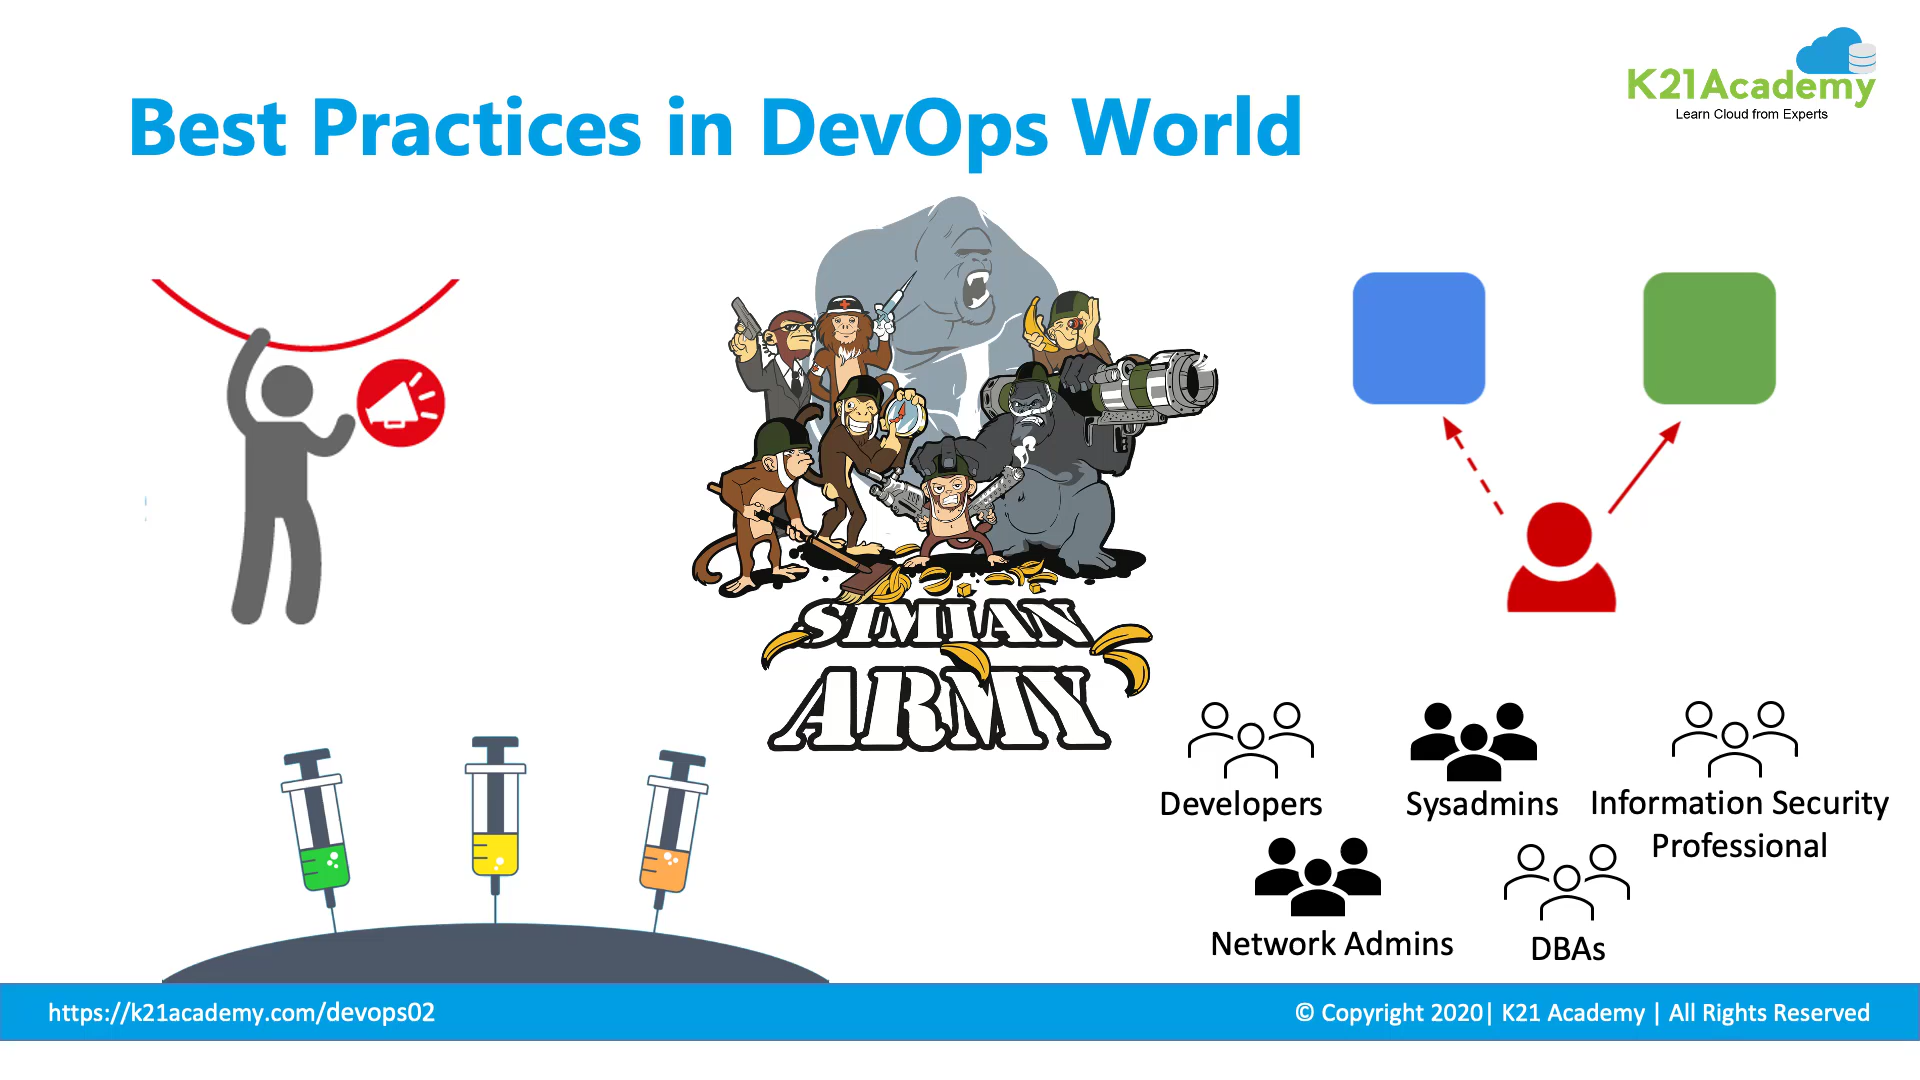 K21Academy
Learn Cloud from Experts
Best Practices in DevOps World
SIMIAN
ARMY
Developers
Sysadmins
Information Security
Professional
Network Admins
DBAs
https://k21academy.com/devops02
© Copyright 2020| K21 Academy | All Rights Reserved